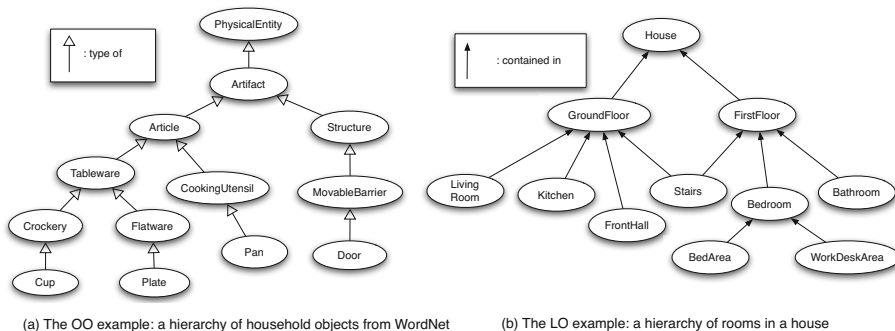 PhysicalEntity
: type of
Artifact
Article
Structure
Tableware
CookingUtensil
MovableBarrier
Crockery
Flatware
Pan
Door
Cup
Plate
(a) The OO example: a hierarchy of household objects from WordNet
House
: contained in
GroundFloor
FirstFloor
Living
Room
Kitchen
Stairs
Bathroom
FrontHall
Bedroom
BedArea
WorkDeskArea
(b) The LO example: a hierarchy of rooms in a house